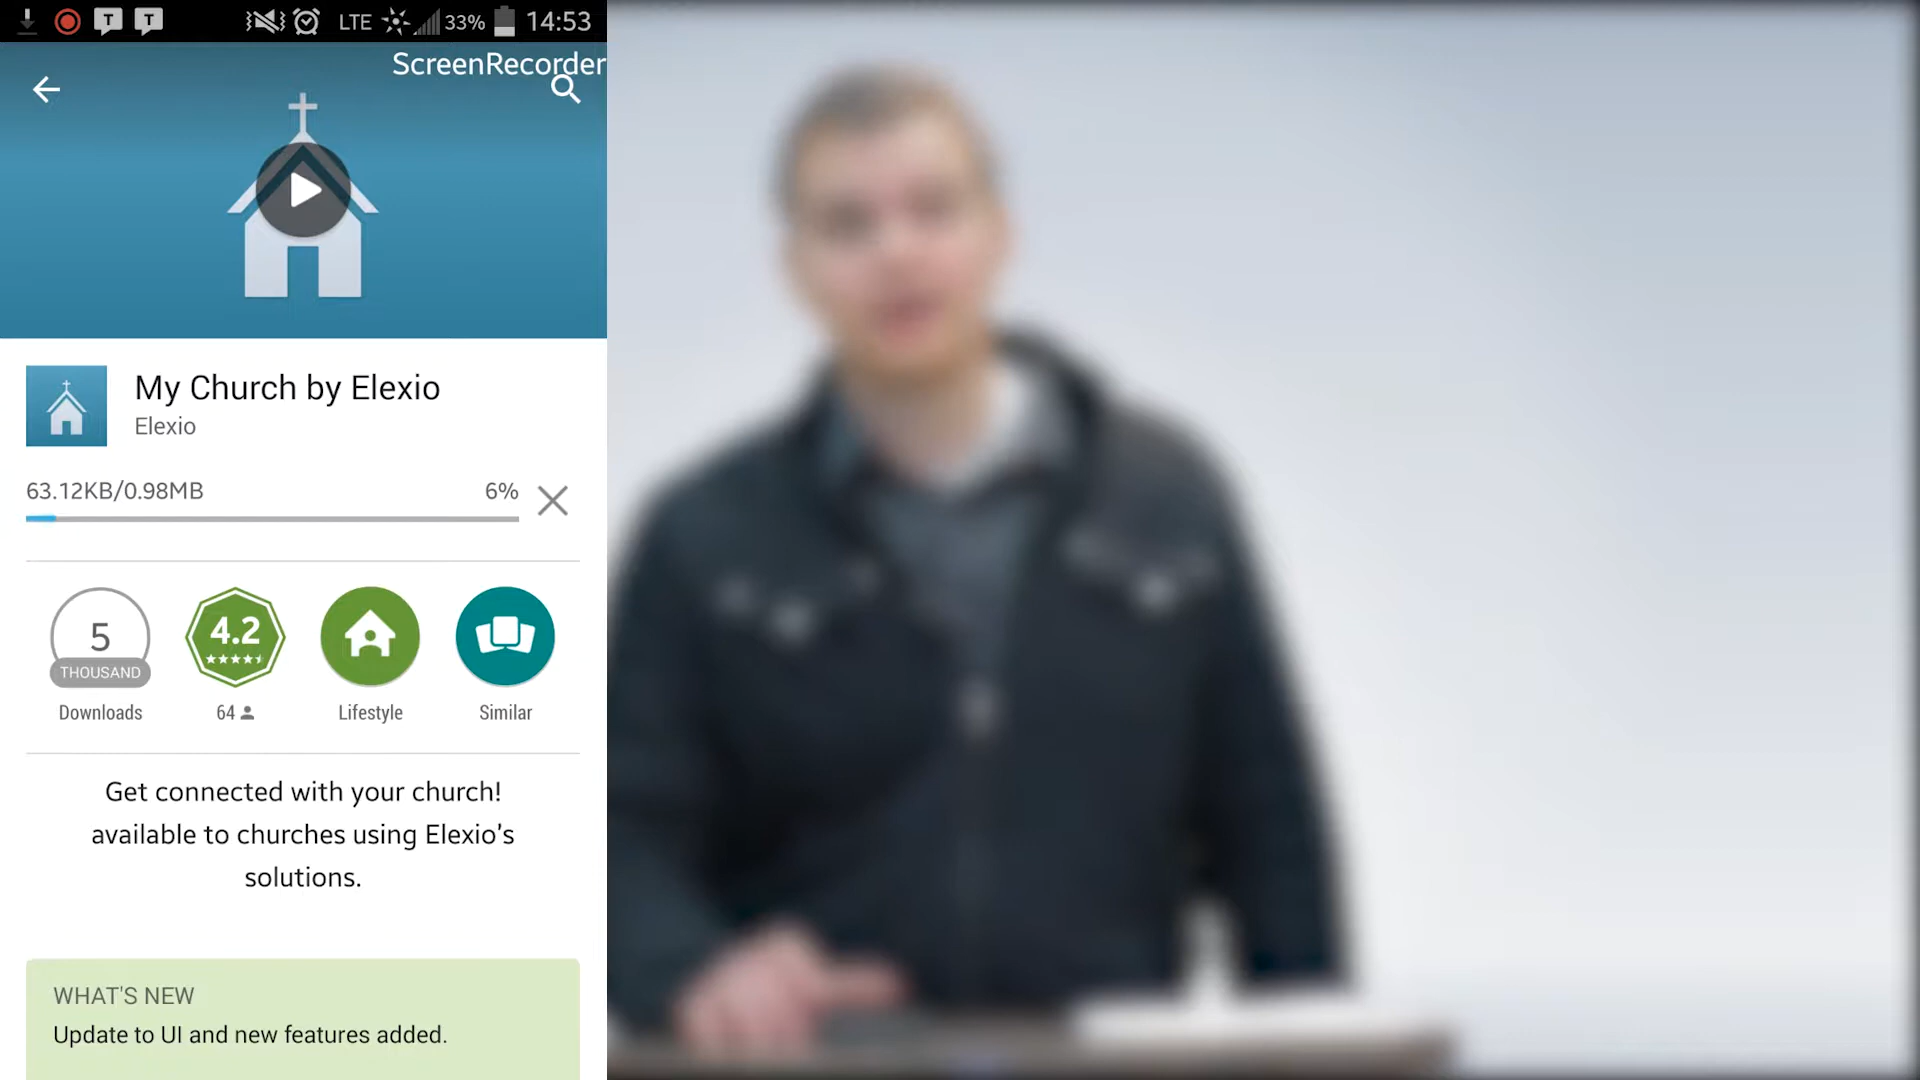 T T LTE 33% 14:53
ScreenRecorder
My Church by Elexio
Elexio
63.12KB/0.98MB 6%
5 THOUSAND
4.2
Downloads 64 Lifestyle Similar
Get connected with your church!
available to churches using Elexio's
solutions.
WHAT'S NEW
Update to UI and new features added.